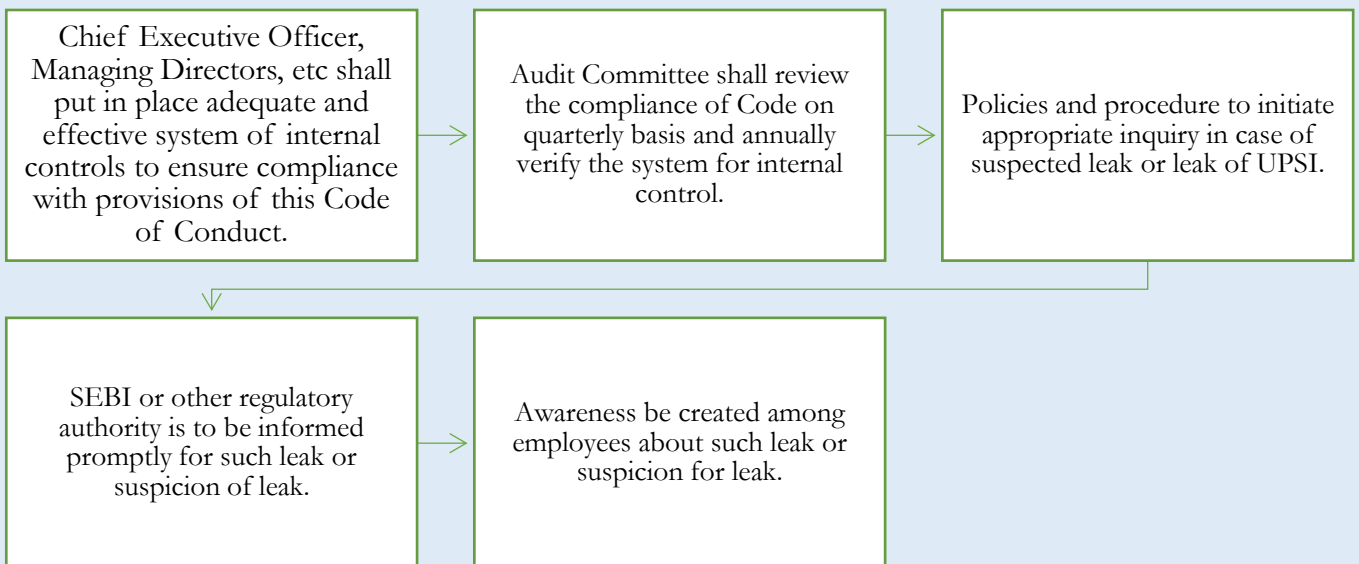 Chief Executive Officer,
Managing Directors, etc shall
put in place adequate and
effective system of internal
controls to ensure compliance
with provisions of this Code
of Conduct.
Audit Committee shall review
the compliance of Code on
quarterly basis and annually
verify the system for internal
control.
Policies and procedure to initiate
appropriate inquiry in case of
suspected leak or leak of UPSI.
SEBI or other regulatory
authority is to be informed
promptly for such leak or
suspicion of leak.
Awareness be created among
employees about such leak or
suspicion for leak.